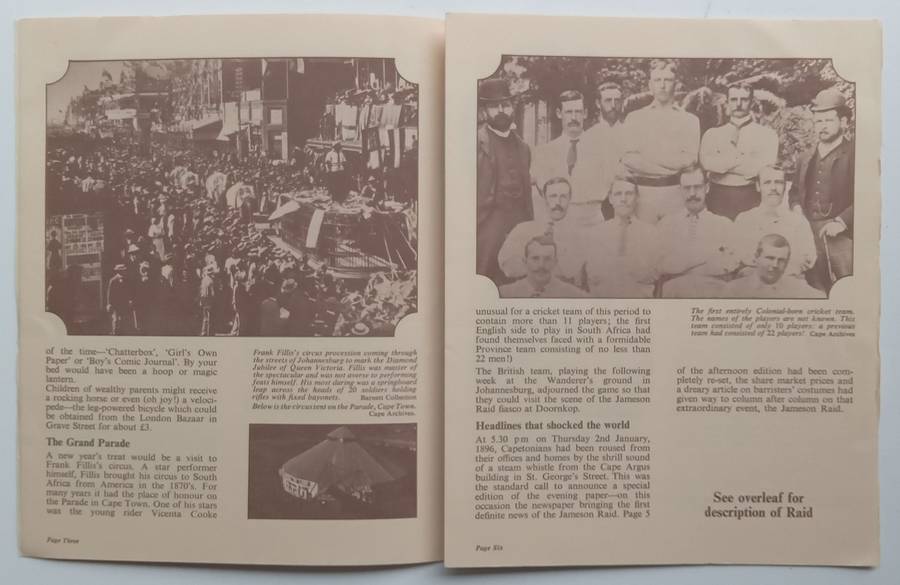 of the time—'Chatterbox', 'Girl's Own
Paper' or 'Boy's Comic Journal'. By your
bed would have been a hoop or magic
lantern.
Children of wealthy parents might receive
a rocking horse or even (oh joy!) a veloci-
pede—the leg-powered bicycle which could
be obtained from the London Bazaar in
Grave Street for about £3.
The Grand Parade
A new year's treat would be a visit to
Frank Fillis's circus. A star performer
himself, Fillis brought his circus to South
Africa from America in the 1870's. For
many years it had the place of honour on
the Parade in Cape Town. One of his stars
was the young rider Vicenta Cooke
Frank Fillis's circus procession coming through
the streets of Johannesburg to mark the Diamond
Jubilee of Queen Victoria. Fillis was master of
the spectacular and was not averse to performing
feats himself. His most daring was a springboard
leap across the heads of 20 soldiers holding
rifles with fixed bayonets. Barnett Collection
Below is the circus tent on the Parade, Cape Town.
Cape Archives.
Page Three
unusual for a cricket team of this period to
contain more than 11 players; the first
English side to play in South Africa had
found themselves faced with a formidable
Province team consisting of no less than
22 men!)
The British team, playing the following
week at the Wanderer's ground in
Johannesburg, adjourned the game so that
they could visit the scene of the Jameson
Raid fiasco at Doornkop.
Headlines that shocked the world
At 5.30 pm on Thursday 2nd January,
1896, Capetonians had been roused from
their offices and homes by the shrill sound
of a steam whistle from the Cape Argus
building in St. George's Street. This was
the standard call to announce a special
edition of the evening paper—on this
occasion the newspaper bringing the first
definite news of the Jameson Raid. Page 5
The first entirely Colonial-born cricket team.
The names of the players are not known. This
team consisted of only 10 players: a previous
team had consisted of 22 players! Cape Archives
of the afternoon edition had been com-
pletely re-set, the share market prices and
a dreary article on barristers' costumes had
given way to column after column on that
extraordinary event, the Jameson Raid.
See overleaf for
description of Raid
Page Six